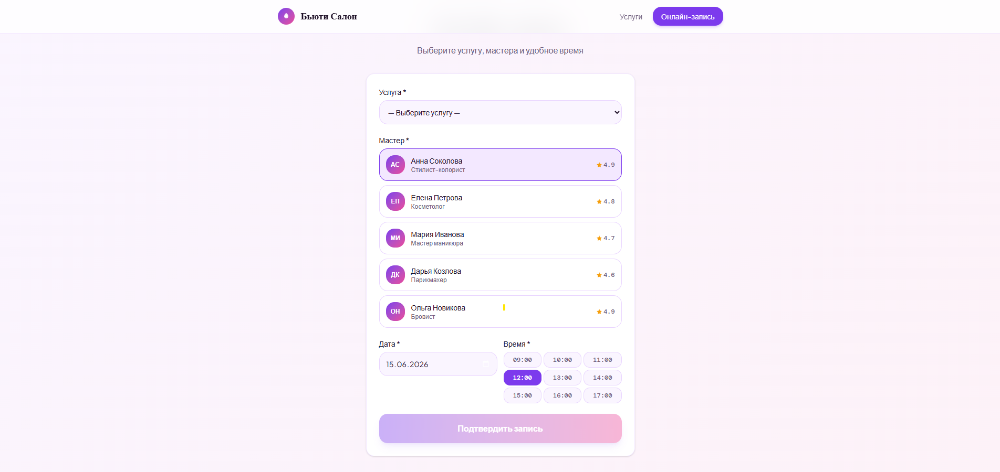 Бьюти Салон
Услуги
Онлайн-запись
Выберите услугу, мастера и удобное время
Услуга *
— Выберите услугу —
Мастер *
АС
Анна Соколова
Стилист-колорист
4.9
ЕП
Елена Петрова
Косметолог
4.8
МИ
Мария Иванова
Мастер маникюра
4.7
ДК
Дарья Козлова
Парикмахер
4.6
ОН
Ольга Новикова
Бровист
4.9
Дата *
15.06.2026
Время *
09:00 10:00 11:00
12:00 13:00 14:00
15:00 16:00 17:00
Подтвердить запись